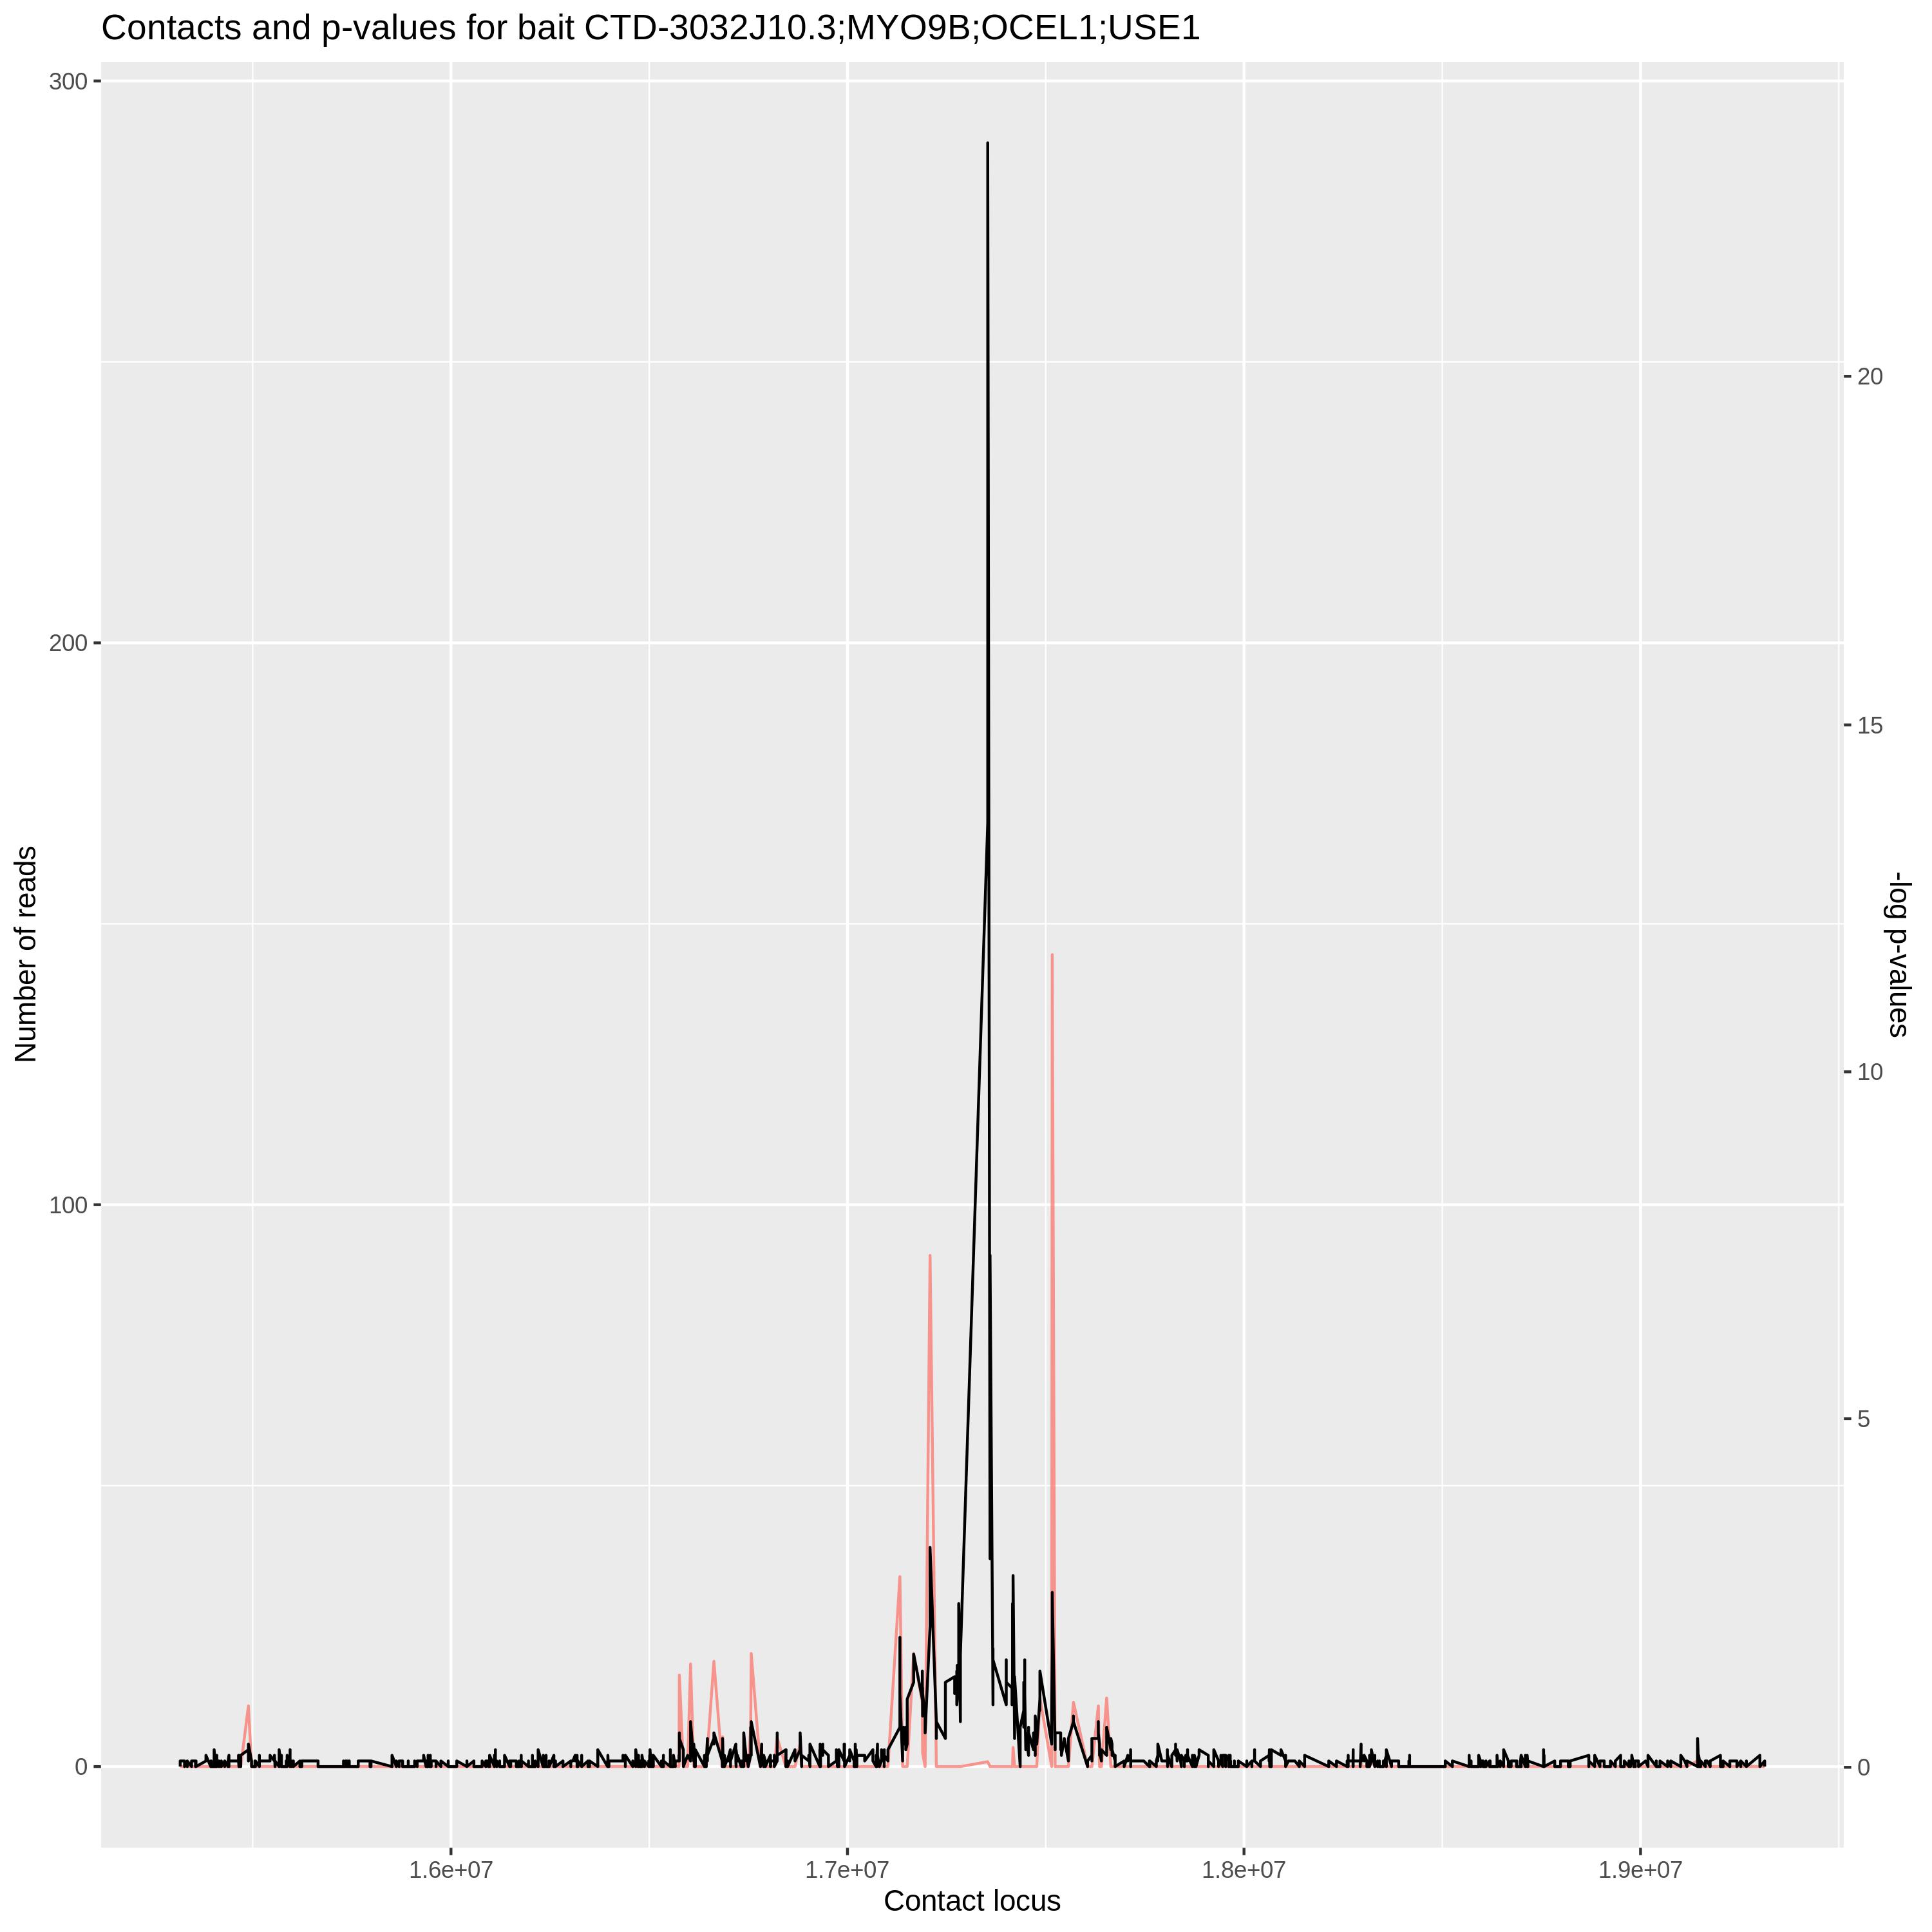 Contacts and p-values for bait CTD-3032J10.3;MYO9B;OCEL1;USE1
300
200
100
0
Number of reads
20
15
10
5
0
-log p-values
1.6e+07
1.7e+07
1.8e+07
1.9e+07
Contact locus